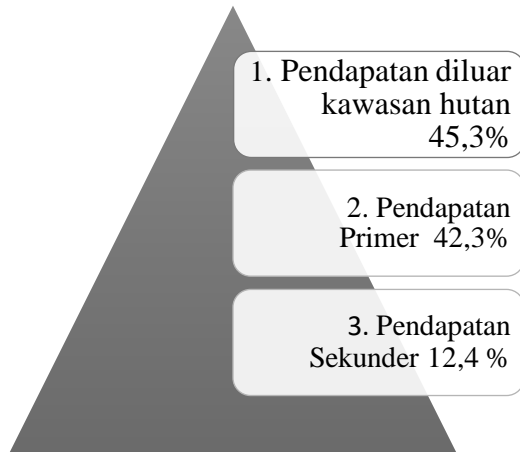 1. Pendapatan diluar
kawasan hutan
45,3%
2. Pendapatan
Primer 42,3%
3. Pendapatan
Sekunder 12,4 %